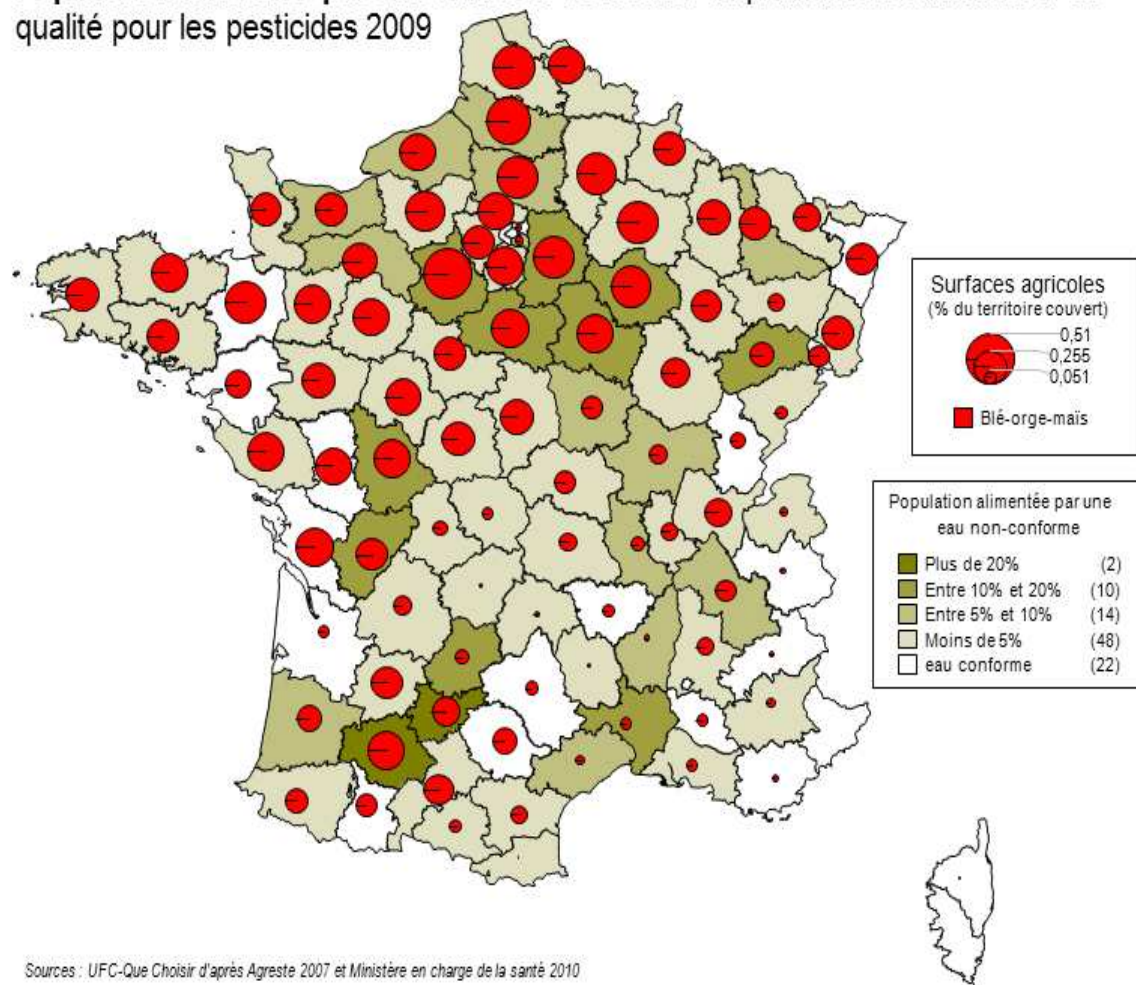 qualité pour les pesticides 2009
Surfaces agricoles
(% du territoire couvert)
0,51
0,255
0,051
Blé-orge-maïs
Population alimentée par une
eau non-conforme
Plus de 20% (2)
Entre 10% et 20% (10)
Entre 5% et 10% (14)
Moins de 5% (48)
eau conforme (22)
Sources : UFC-Que Choisir d'après Agreste 2007 et Ministère en charge de la santé 2010